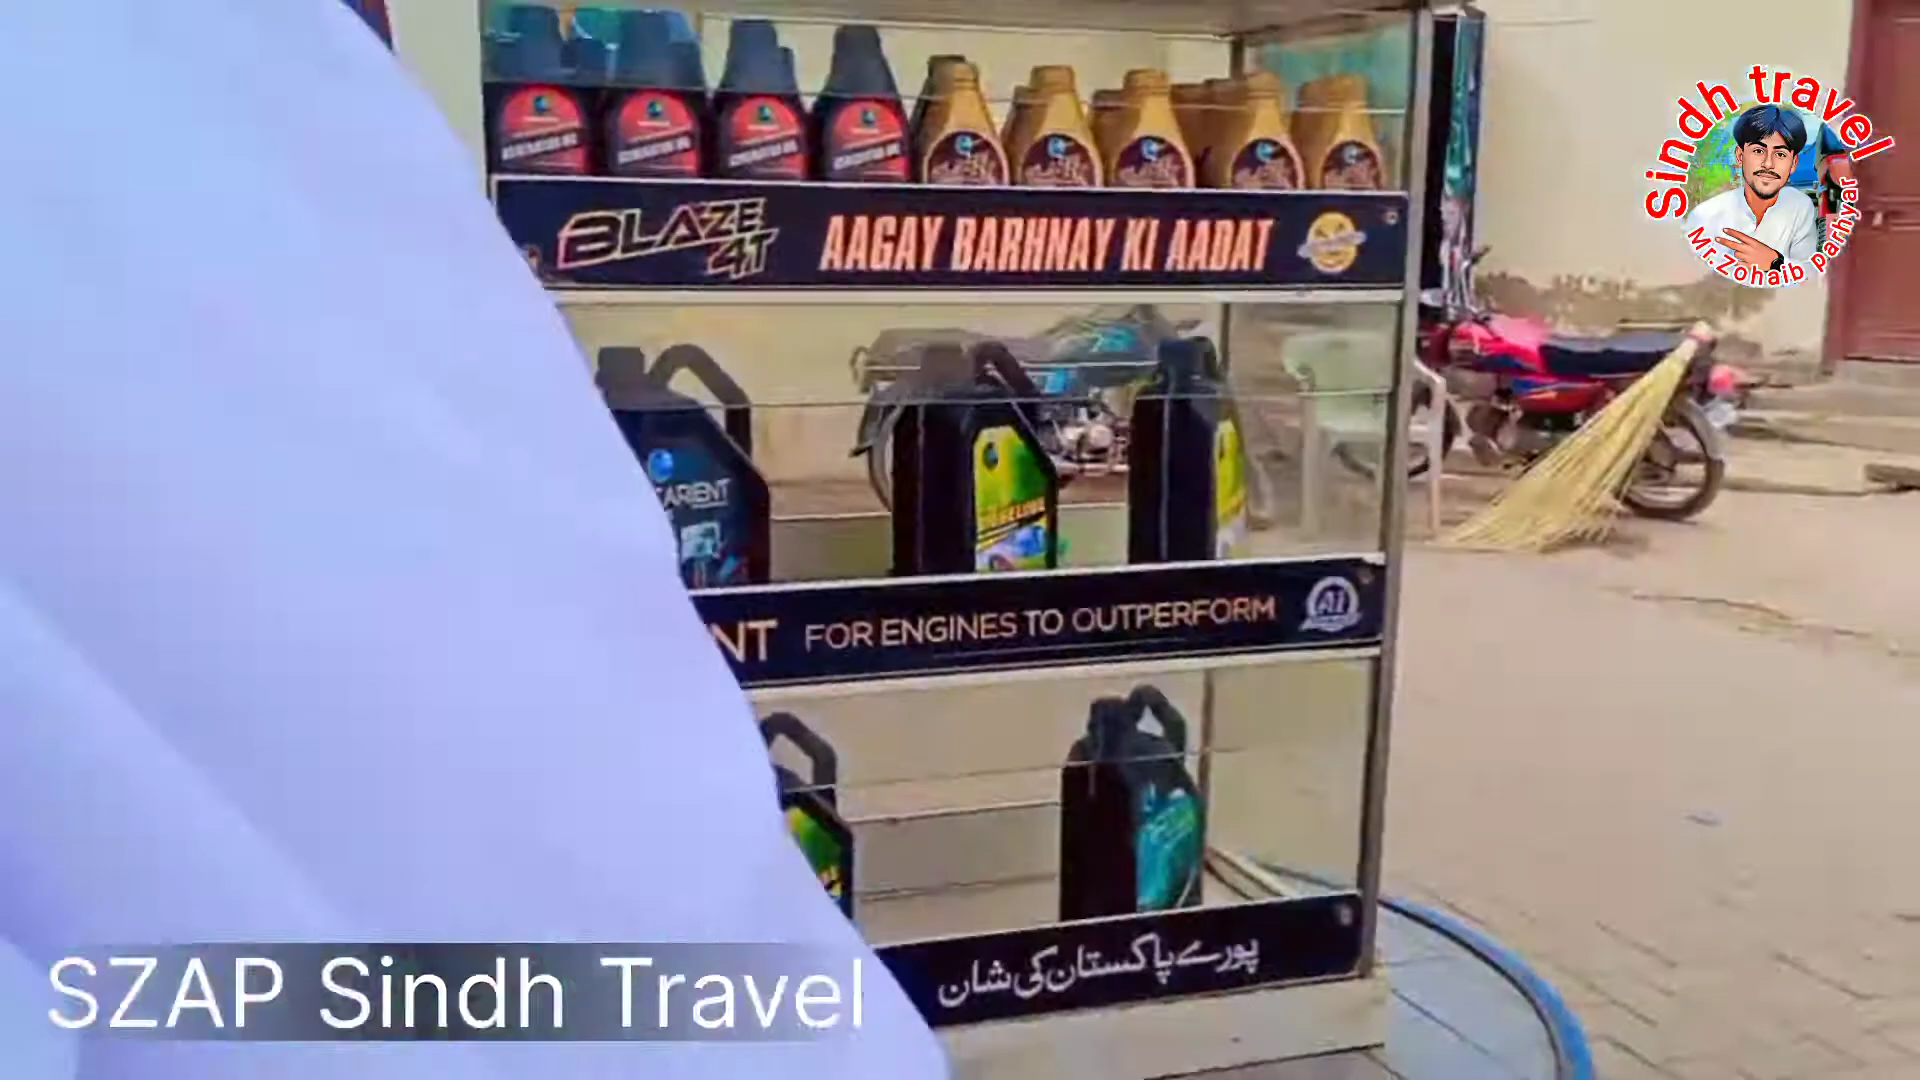 Sindh travel
Mr.Zohaib parhyar
BLAZE
4T
AAGAY BARHNAY KI AADAT
CARIENT
NT FOR ENGINES TO OUTPERFORM
پورے پاکستان کی شان
SZAP Sindh Travel